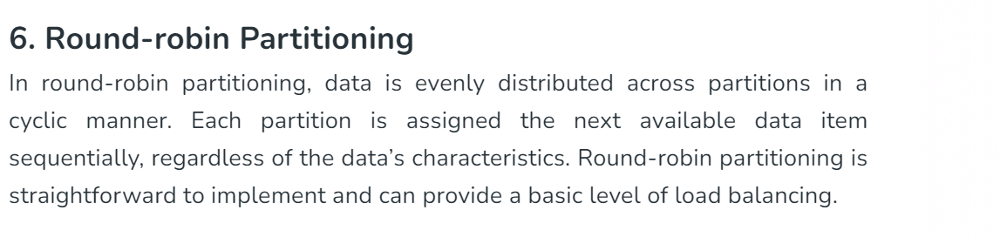 6. Round-robin Partitioning
In round-robin partitioning, data is evenly distributed across partitions in a
cyclic manner. Each partition is assigned the next available data item
sequentially, regardless of the data’s characteristics. Round-robin partitioning is
straightforward to implement and can provide a basic level of load balancing.